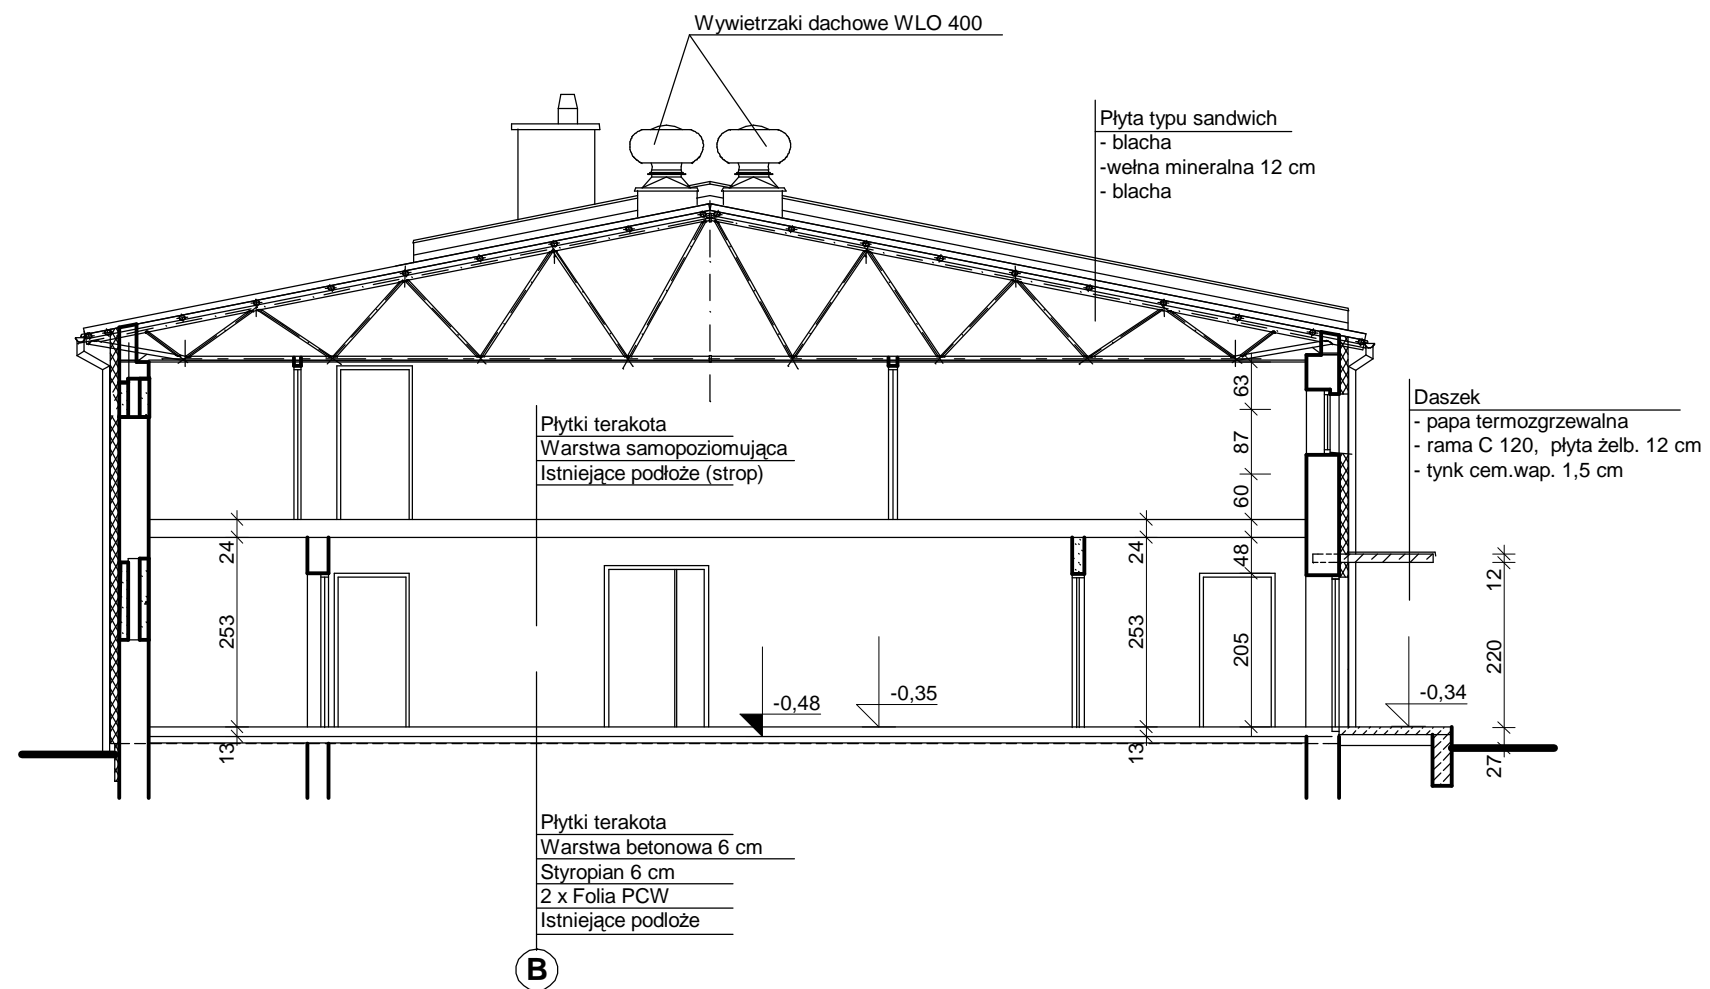 Wywietrzaki dachowe WLO 400
Płyta typu sandwich
- blacha
-wełna mineralna 12 cm
- blacha
Daszek
- papa termozgrzewalna
- rama C 120, płyta żelb. 12 cm
- tynk cem.wap. 1,5 cm
Płytki terakota
Warstwa samopoziomująca
Istniejące podłoże (strop)
63
87
60
24
24
48
12
253
253
205
220
-0,48
-0,35
-0,34
13
13
27
Płytki terakota
Warstwa betonowa 6 cm
Styropian 6 cm
2 x Folia PCW
Istniejące podloże
B